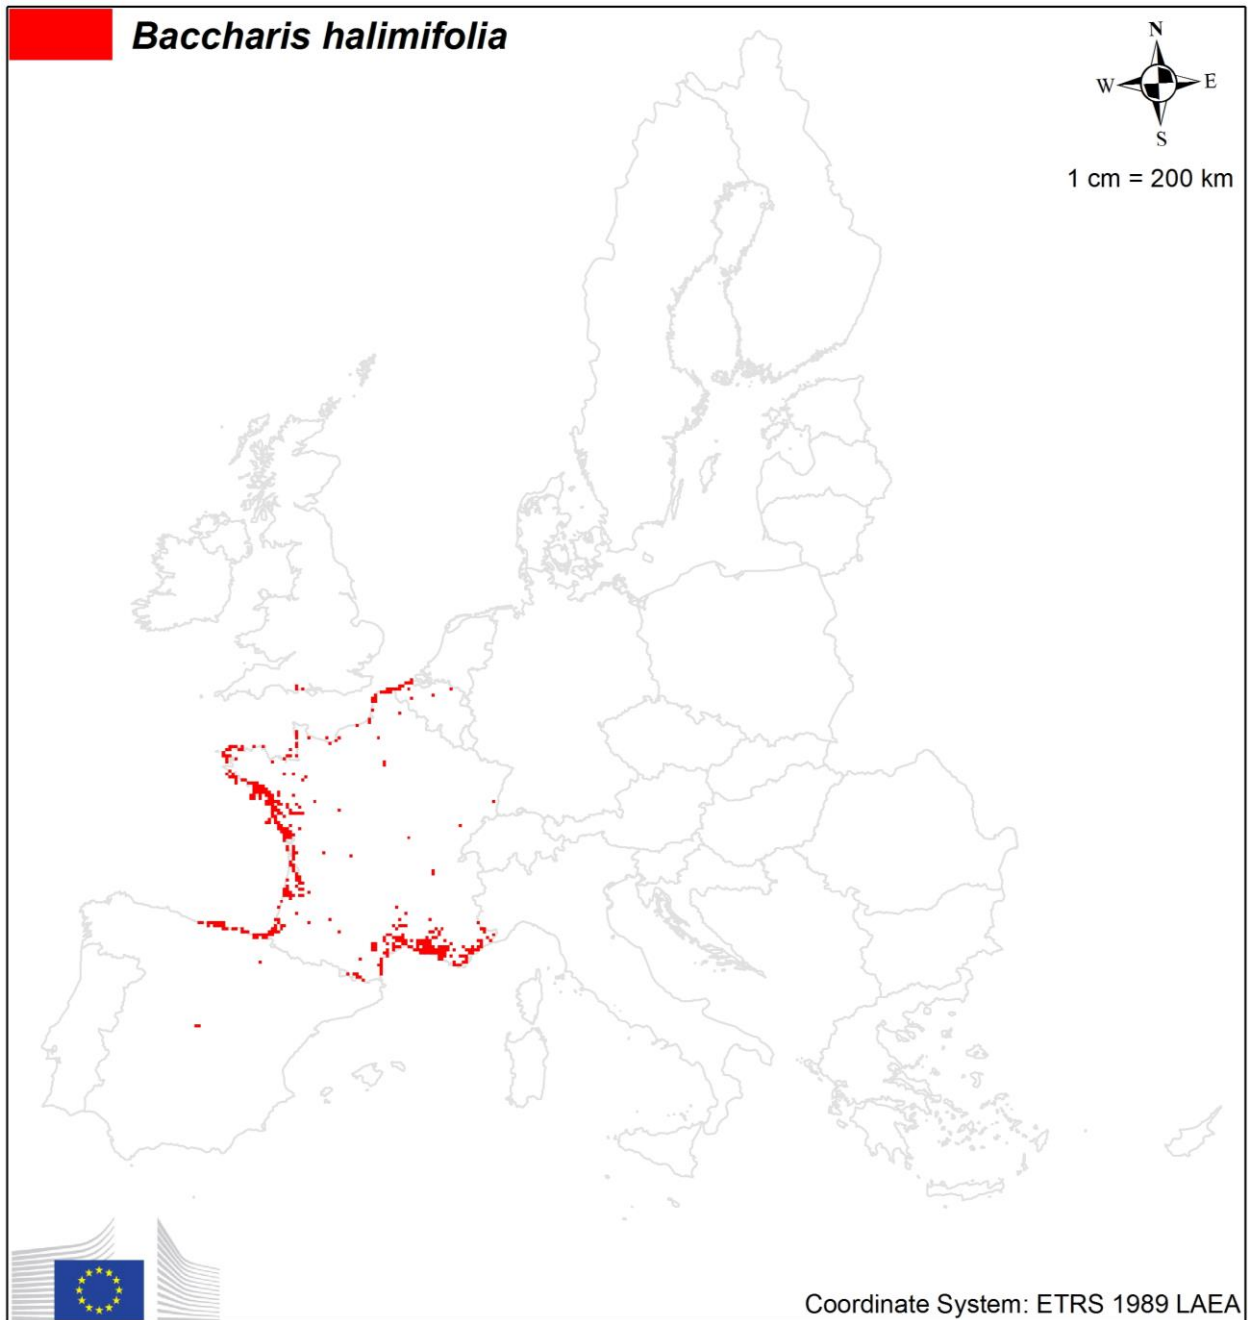 Baccharis halimifolia
N
W E
S
1 cm = 200 km
Coordinate System: ETRS 1989 LAEA